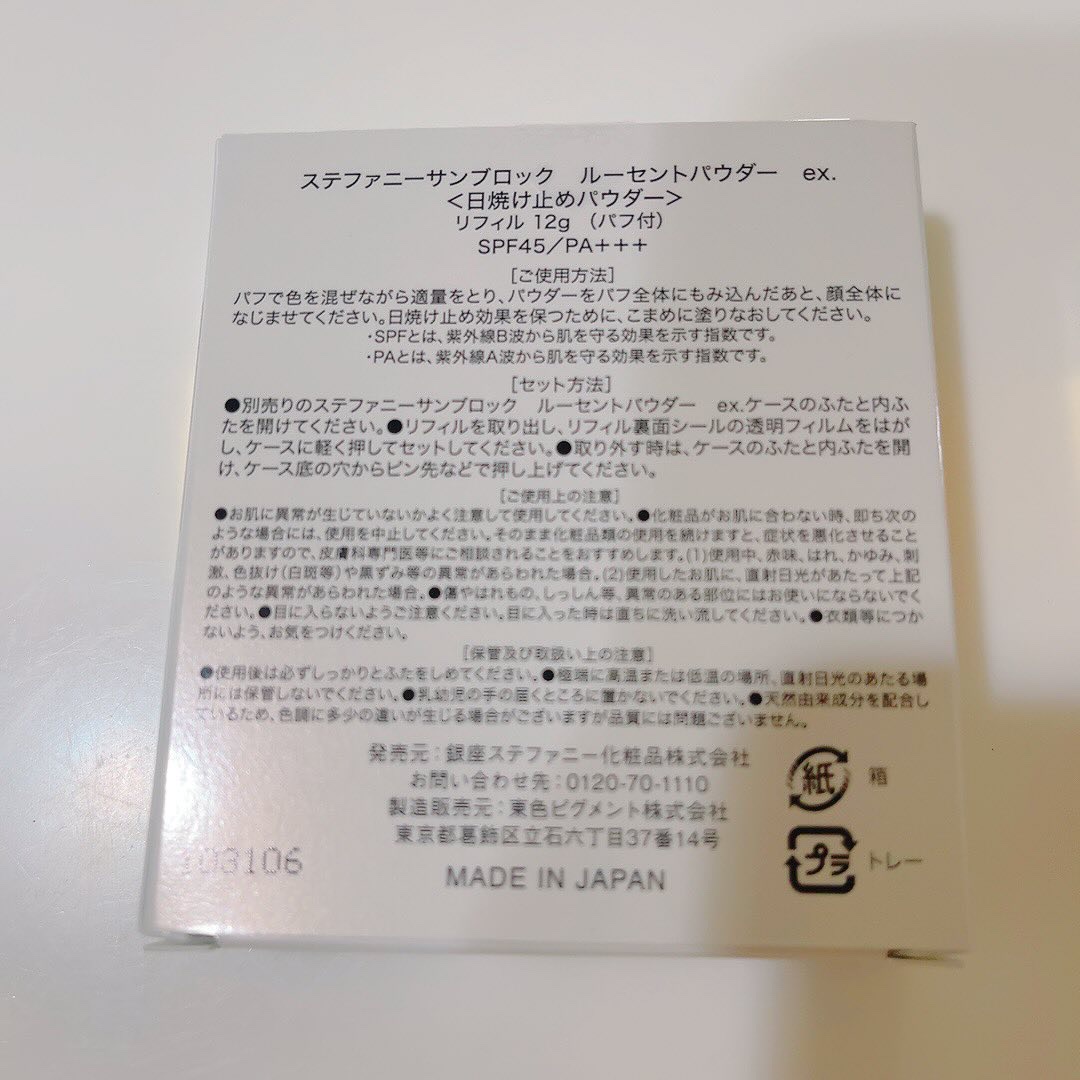 ステファニーサンブロック　ルーセントパウダー　ex.
＜日焼け止めパウダー＞
リフィル 12g （パフ付）
SPF45／PA+++
［ご使用方法］
パフで色を混ぜながら適量をとり、パウダーをパフ全体にもみ込んだあと、顔全体に
なじませてください。日焼け止め効果を保つために、こまめに塗りなおしてください。
・SPFとは、紫外線B波から肌を守る効果を示す指数です。
・PAとは、紫外線A波から肌を守る効果を示す指数です。
［セット方法］
●別売りのステファニーサンブロック　ルーセントパウダー　ex.ケースのふたと内ふ
たを開けてください。●リフィルを取り出し、リフィル裏面シールの透明フィルムをはが
し、ケースに軽く押してセットしてください。●取り外す時は、ケースのふたと内ふたを開
け、ケース底の穴からピン先などで押し上げてください。
［ご使用上の注意］
●お肌に異常が生じていないかよく注意して使用してください。●化粧品がお肌に合わない時、即ち次の
ような場合には、使用を中止してください。そのまま化粧品類の使用を続けますと、症状を悪化させること
がありますので、皮膚科専門医等にご相談されることをおすすめします。(1)使用中、赤味、はれ、かゆみ、刺
激、色抜け(白斑等)や黒ずみ等の異常があらわれた場合。(2)使用したお肌に、直射日光があたって上記
のような異常があらわれた場合。●傷やはれもの、しっしん等、異常のある部位にはお使いにならないでく
ださい。●目に入らないようご注意ください。目に入った時は直ちに洗い流してください。●衣類等につか
ないよう、お気をつけください。
［保管及び取扱い上の注意］
●使用後は必ずしっかりとふたをしめてください。●極端に高温または低温の場所、直射日光のあたる場
所には保管しないでください。●乳幼児の手の届くところに置かないでください。●天然由来成分を配合し
ているため、色調に多少の違いが生じる場合がございますが品質には問題ございません。
発売元：銀座ステファニー化粧品株式会社
お問い合わせ先：0120-70-1110
製造販売元：東色ピグメント株式会社
東京都葛飾区立石六丁目37番14号
MADE IN JAPAN
紙 箱
プラ トレー
03106